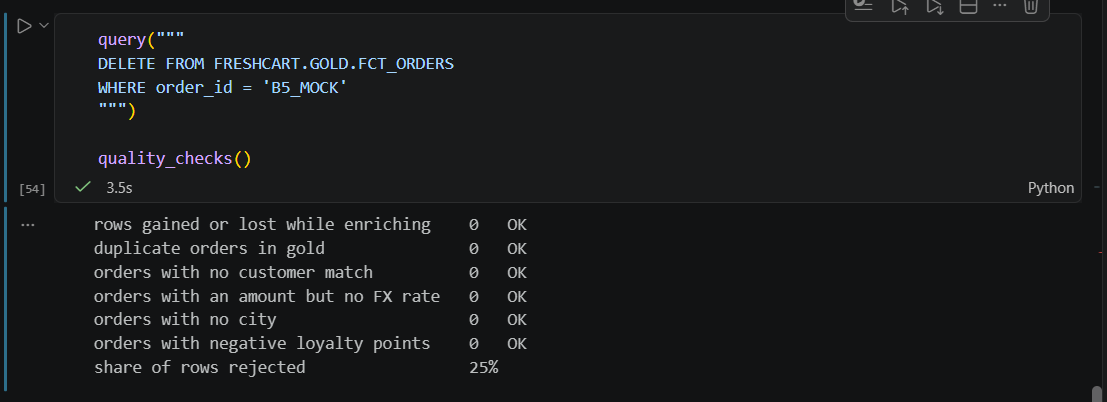 query("""
DELETE FROM FRESHCART.GOLD.FCT_ORDERS
WHERE order_id = 'B5_MOCK'
""")
quality_checks()
[54]
3.5s
Python
rows gained or lost while enriching 0 OK
duplicate orders in gold 0 OK
orders with no customer match 0 OK
orders with an amount but no FX rate 0 OK
orders with no city 0 OK
orders with negative loyalty points 0 OK
share of rows rejected 25%